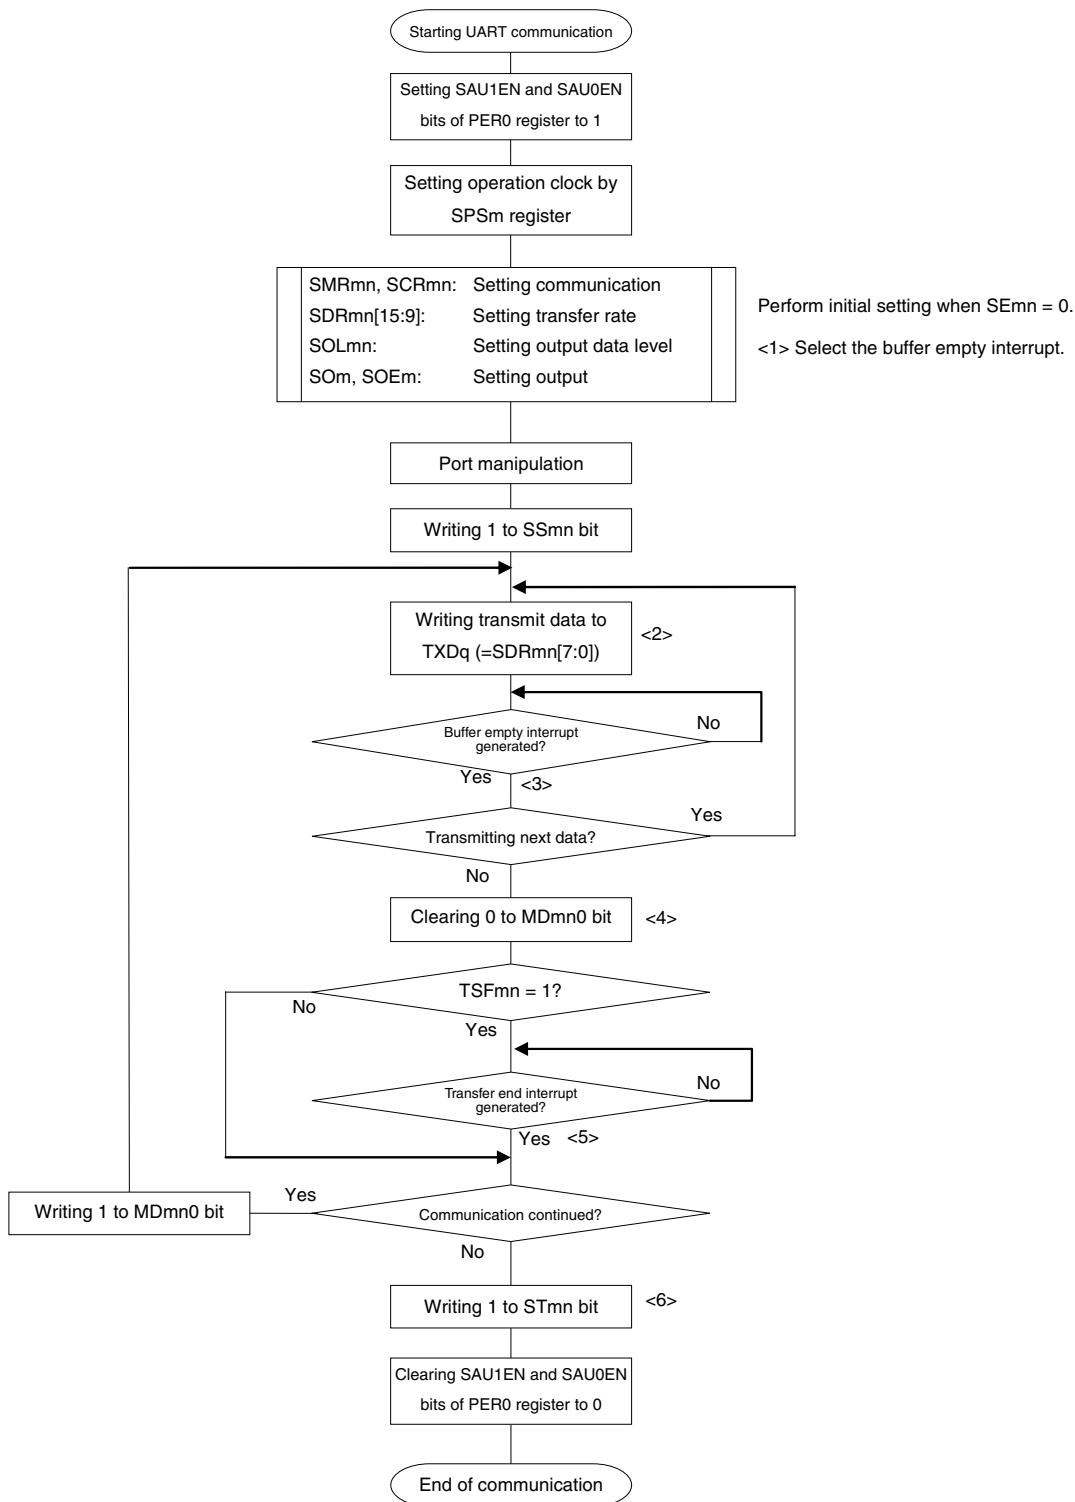 Starting UART communication
Setting SAU1EN and SAU0EN
bits of PER0 register to 1
Setting operation clock by
SPSm register
SMRmn, SCRmn: Setting communication
SDRmn[15:9]: Setting transfer rate
SOLmn: Setting output data level
SOm, SOEm: Setting output
Perform initial setting when SEmn = 0.
<1> Select the buffer empty interrupt.
Port manipulation
Writing 1 to SSmn bit
Writing transmit data to
TXDq (=SDRmn[7:0])
<2>
Buffer empty interrupt
generated?
No
Yes
<3>
Transmitting next data?
Yes
No
Clearing 0 to MDmn0 bit
<4>
TSFmn = 1?
No
Yes
Transfer end interrupt
generated?
No
Yes
<5>
Writing 1 to MDmn0 bit
Yes
Communication continued?
No
Writing 1 to STmn bit
<6>
Clearing SAU1EN and SAU0EN
bits of PER0 register to 0
End of communication